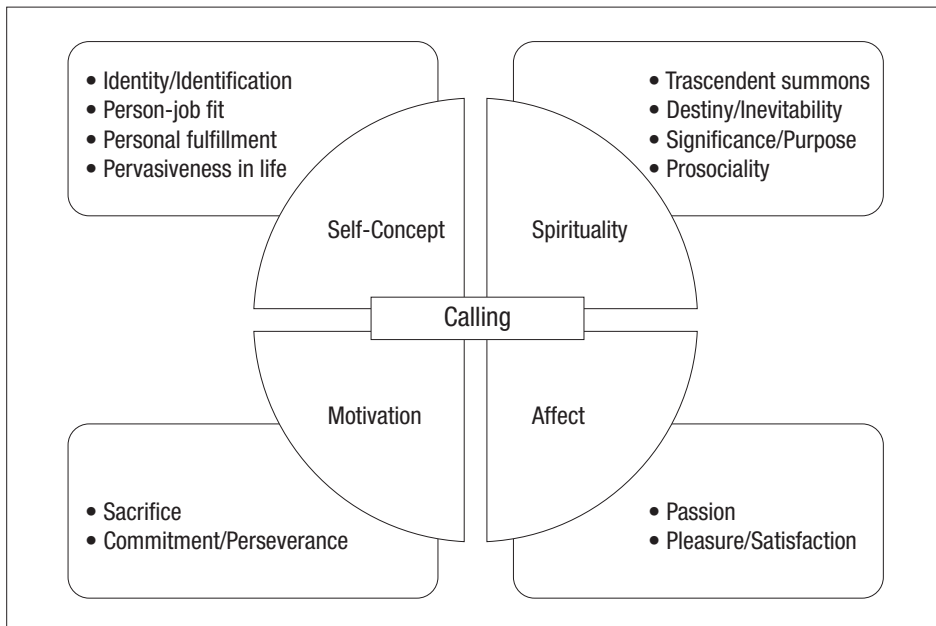 • Identity/Identification
• Person-job fit
• Personal fulfillment
• Pervasiveness in life
• Trascendent summons
• Destiny/Inevitability
• Significance/Purpose
• Prosociality
Self-Concept
Spirituality
Calling
Motivation
Affect
• Sacrifice
• Commitment/Perseverance
• Passion
• Pleasure/Satisfaction